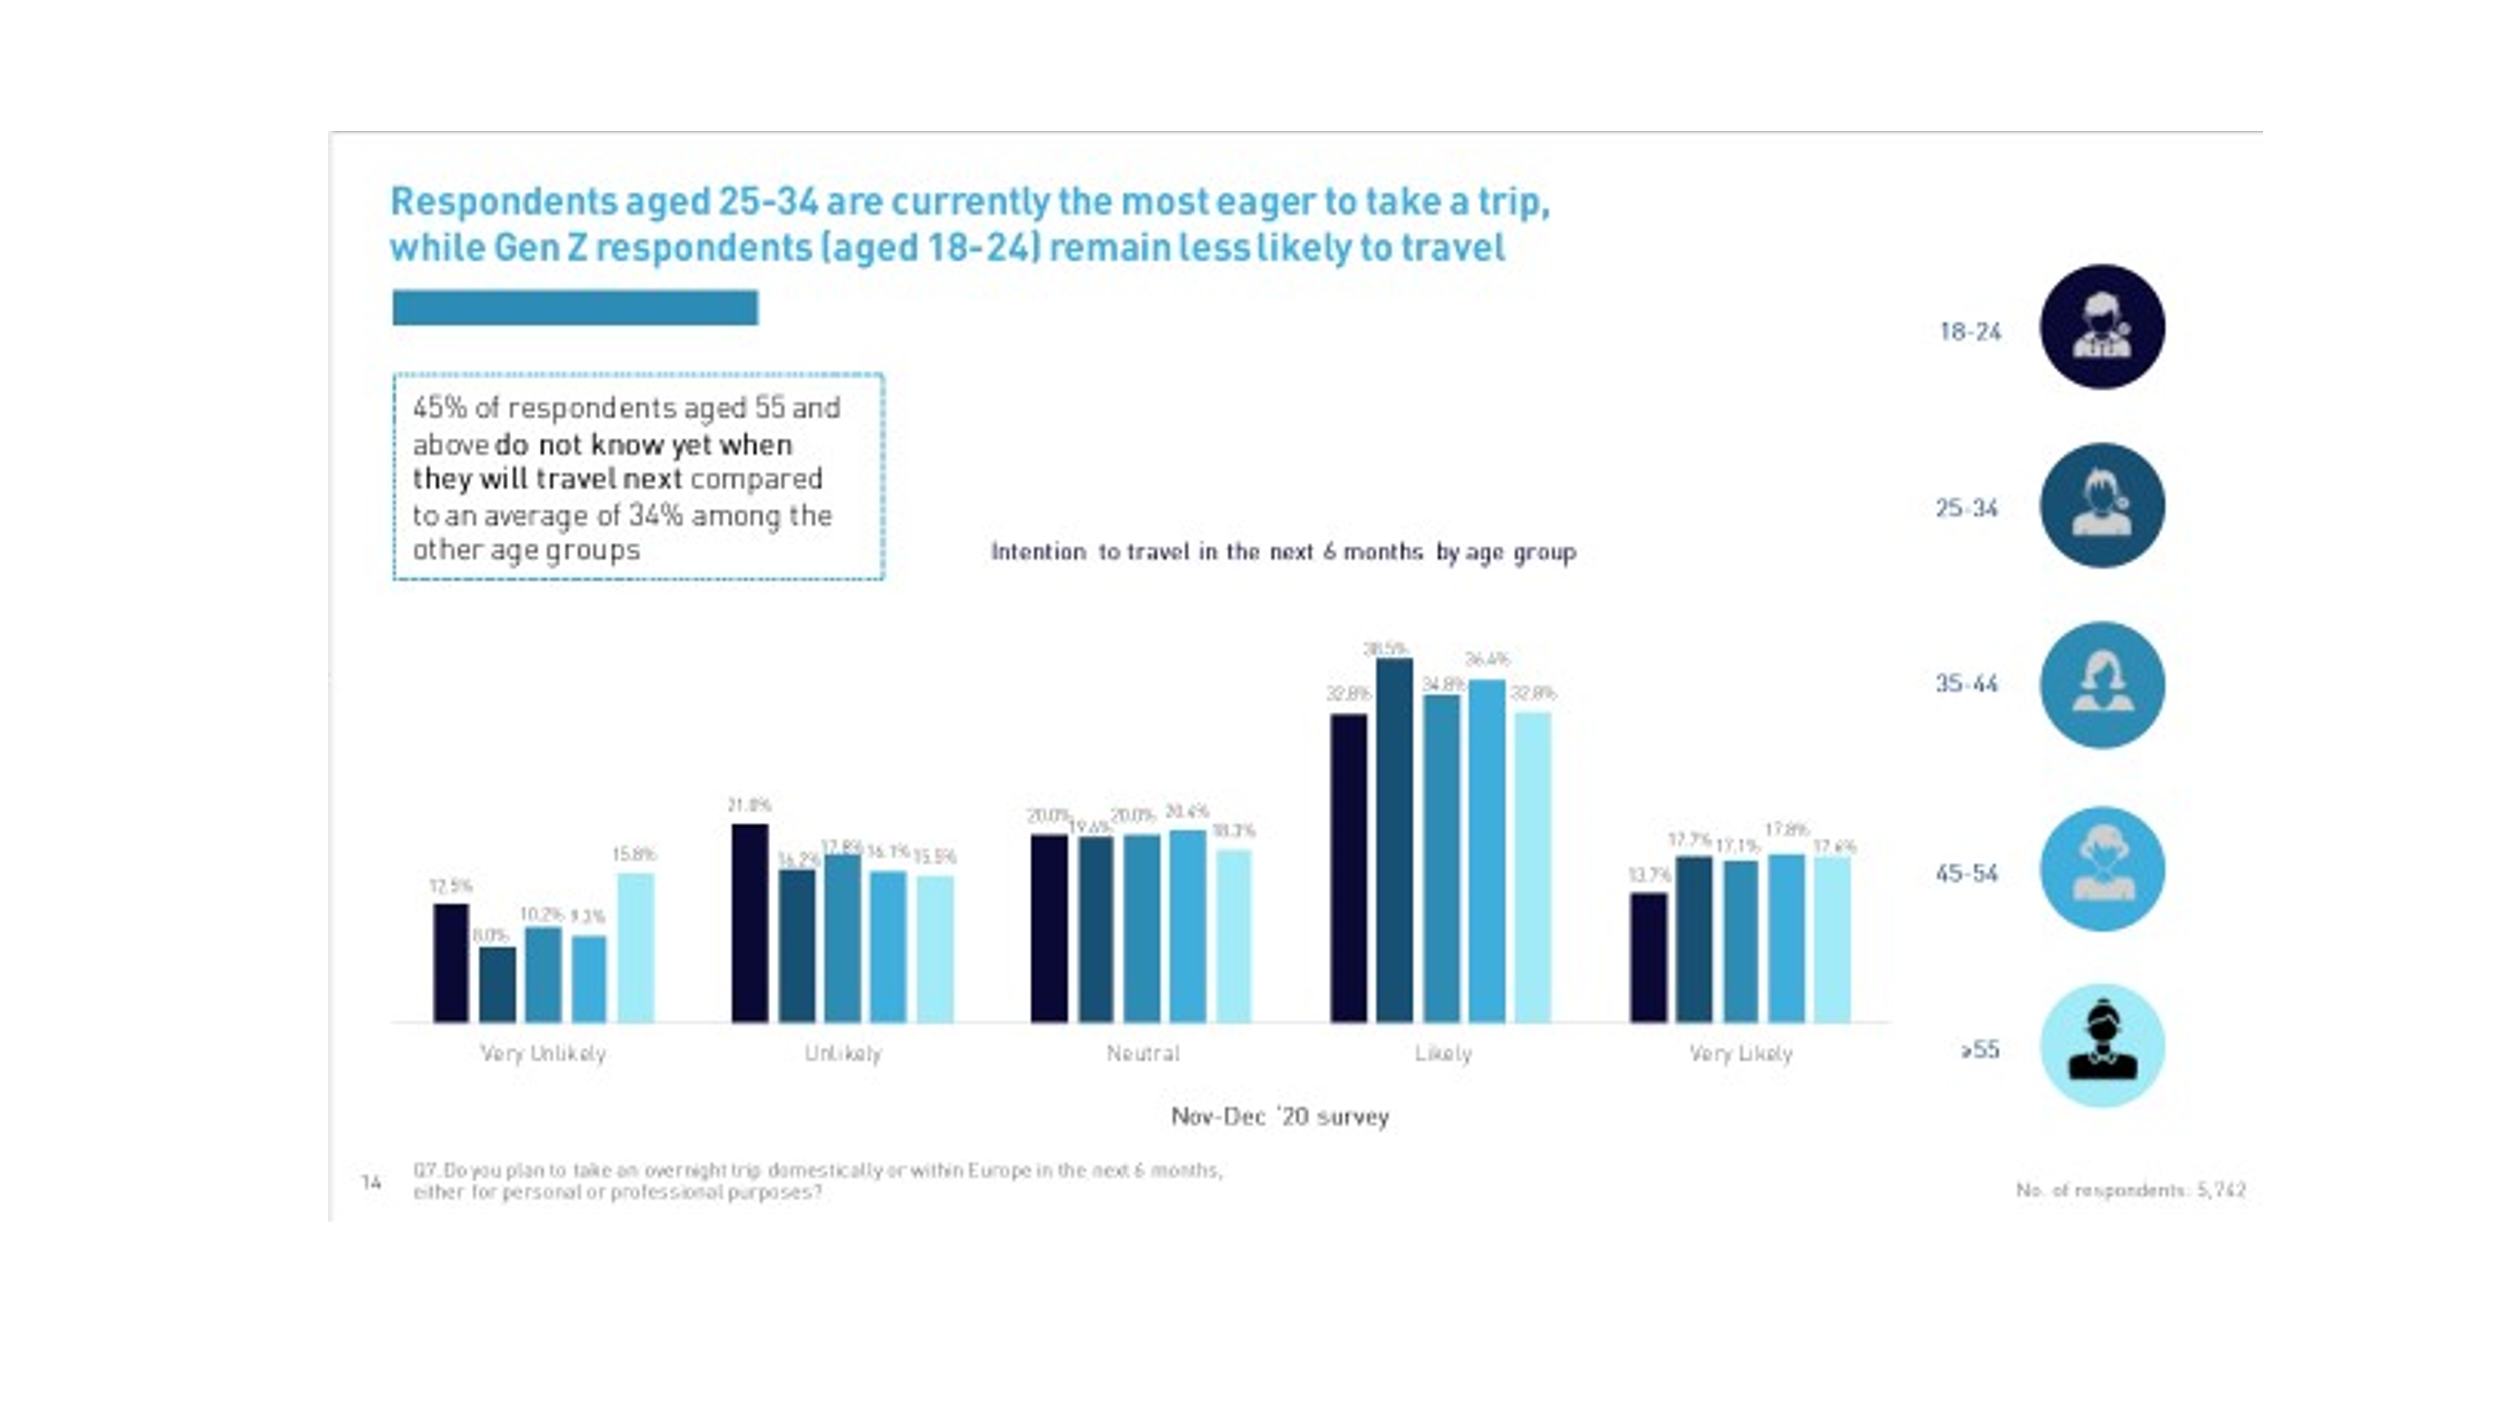 Respondents aged 25-34 are currently the most eager to take a trip,
while Gen Z respondents (aged 18-24) remain less likely to travel
18-24
25-34
35-44
45-54
≥55
45% of respondents aged 55 and
above do not know yet when
they will travel next compared
to an average of 34% among the
other age groups
Intention to travel in the next 6 months by age group
12.5% 8.0% 10.2% 9.3% 15.8%
21.0% 16.2% 17.8% 16.1% 15.5%
20.0% 19.6% 20.0% 20.4% 18.3%
32.8% 38.5% 34.8% 36.4% 32.8%
13.7% 17.7% 17.1% 17.8% 17.6%
Very Unlikely Unlikely Neutral Likely Very Likely
Nov-Dec '20 survey
14
Q7. Do you plan to take an overnight trip domestically or within Europe in the next 6 months,
either for personal or professional purposes?
No. of respondents: 5,742